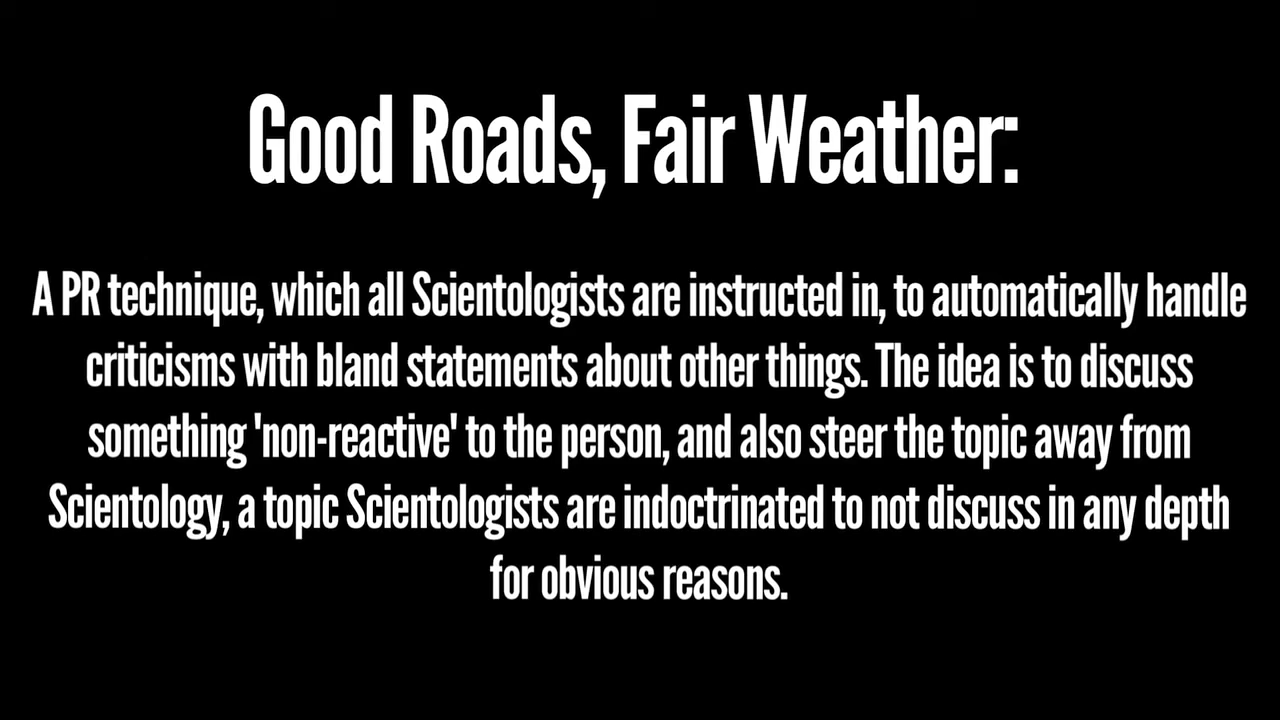 Good Roads, Fair Weather:
A PR technique, which all Scientologists are instructed in, to automatically handle
criticisms with bland statements about other things. The idea is to discuss
something 'non-reactive' to the person, and also steer the topic away from
Scientology, a topic Scientologists are indoctrinated to not discuss in any depth
for obvious reasons.